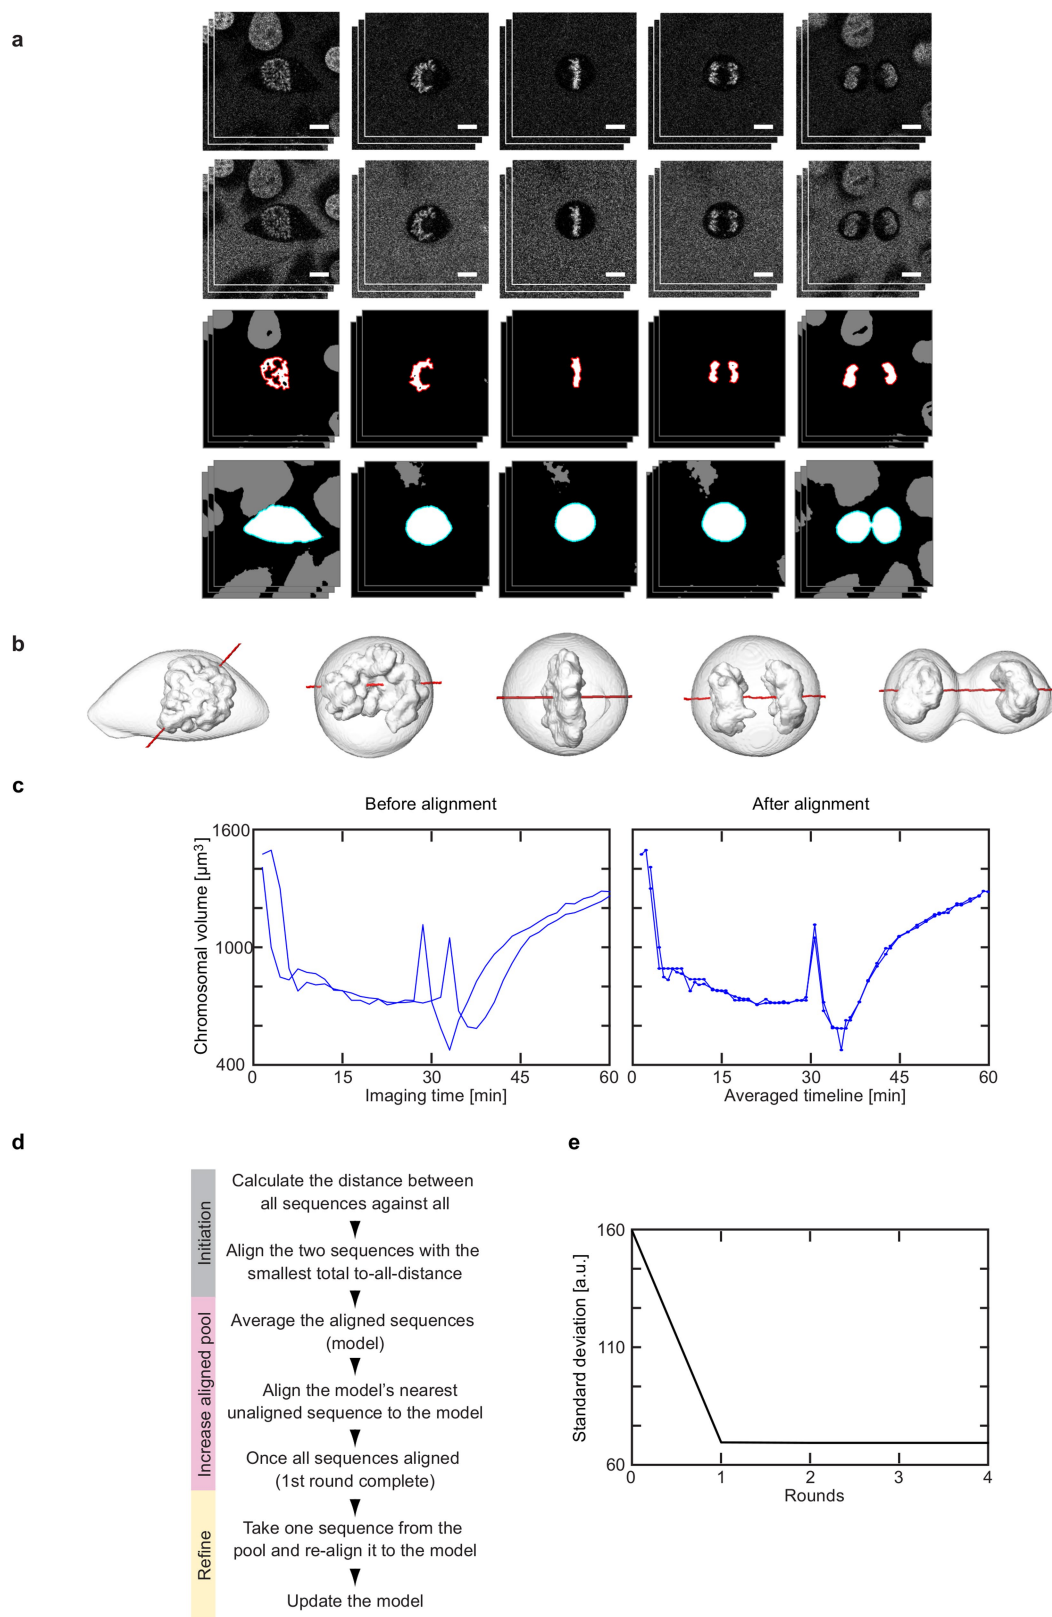 a
b
c
Before alignment
After alignment
Chromosomal volume [µm³]
1600
1000
400
0 15 30 45 60
Imaging time [min]
0 15 30 45 60
Averaged timeline [min]
d
Initiation
Increase aligned pool
Refine
Calculate the distance between
all sequences against all
Align the two sequences with the
smallest total to-all-distance
Average the aligned sequences
(model)
Align the model's nearest
unaligned sequence to the model
Once all sequences aligned
(1st round complete)
Take one sequence from the
pool and re-align it to the model
Update the model
e
Standard deviation [a.u.]
160
110
60
0 1 2 3 4
Rounds